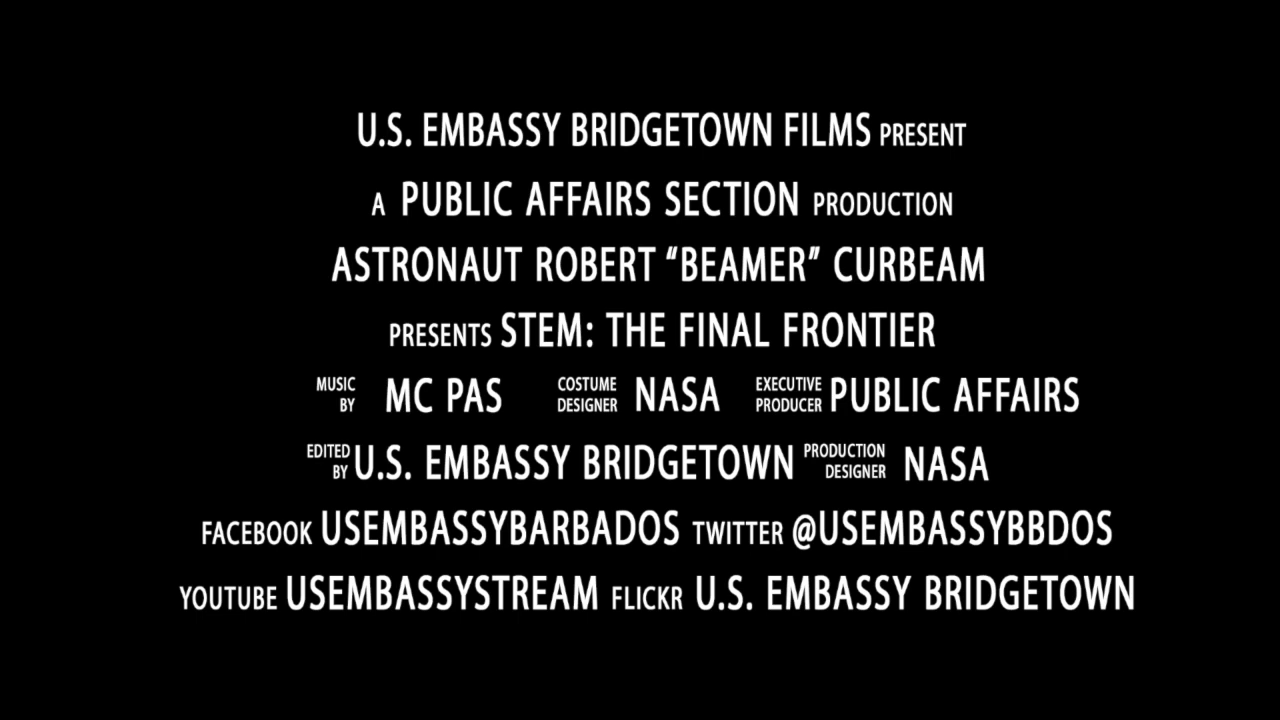 U.S. EMBASSY BRIDGETOWN FILMS PRESENT
A PUBLIC AFFAIRS SECTION PRODUCTION
ASTRONAUT ROBERT “BEAMER” CURBEAM
PRESENTS STEM: THE FINAL FRONTIER
MUSIC BY MC PAS COSTUME DESIGNER NASA EXECUTIVE PRODUCER PUBLIC AFFAIRS
EDITED BY U.S. EMBASSY BRIDGETOWN PRODUCTION DESIGNER NASA
FACEBOOK USEMBASSYBARBADOS TWITTER @USEMBASSYBBDOS
YOUTUBE USEMBASSYSTREAM FLICKR U.S. EMBASSY BRIDGETOWN